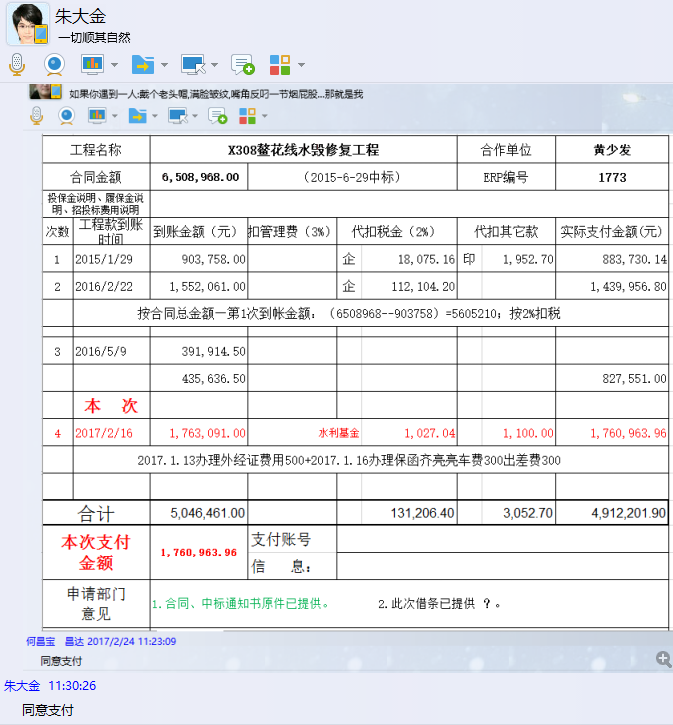 朱大金
一切顺其自然
如果你遇到一人:戴个老头帽,满脸皱纹,嘴角反叼一节烟屁股...那就是我
工程名称 X308鳌花线水毁修复工程 合作单位 黄少发
合同金额 6,508,968.00 （2015-6-29中标） ERP编号 1773
投保金说明、履保金说明、招投标费用说明
次数 工程款到账时间 到账金额（元） 扣管理费（3%） 代扣税金（2%） 代扣其它款 实际支付金额(元)
1 2015/1/29 903,758.00 企 18,075.16 印 1,952.70 883,730.14
2 2016/2/22 1,552,061.00 企 112,104.20 1,439,956.80
按合同总金额一第1次到帐金额：（6508968--903758）=5605210；按2%扣税
3 2016/5/9 391,914.50
435,636.50 827,551.00
本 次
4 2017/2/16 1,763,091.00 水利基金 1,027.04 1,100.00 1,760,963.96
2017.1.13办理外经证费用500+2017.1.16办理保函齐亮亮车费300出差费300
合计 5,046,461.00 131,206.40 3,052.70 4,912,201.90
本次支付金额 1,760,963.96 支付账号
信 息：
申请部门意见 1.合同、中标通知书原件已提供。 2.此次借条已提供 ？。
何昌宝 昌达 2017/2/24 11:23:09
同意支付
朱大金 11:30:26
同意支付